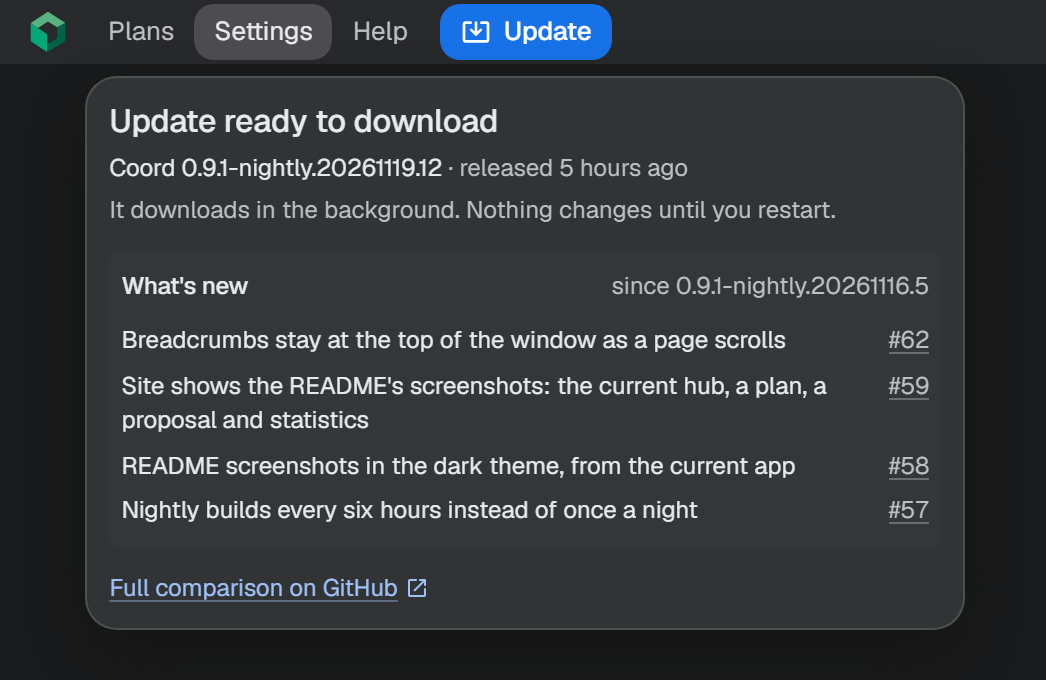 Plans Settings Help Update
Update ready to download
Coord 0.9.1-nightly.20261119.12 · released 5 hours ago
It downloads in the background. Nothing changes until you restart.
What's new since 0.9.1-nightly.20261116.5
Breadcrumbs stay at the top of the window as a page scrolls #62
Site shows the README's screenshots: the current hub, a plan, a #59
proposal and statistics
README screenshots in the dark theme, from the current app #58
Nightly builds every six hours instead of once a night #57
Full comparison on GitHub